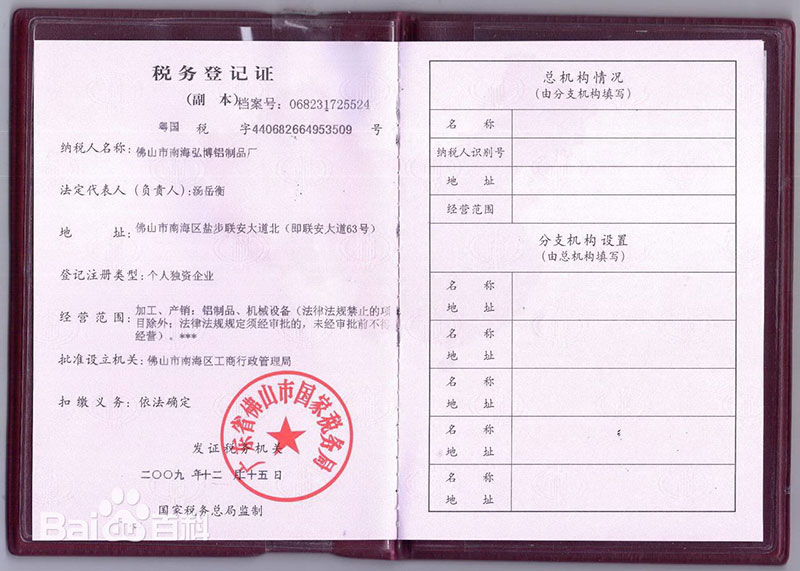 税务登记证
(副 本)档案号：068231725524
粤国 税 字440682664953509 号
纳税人名称：佛山市南海弘博铝制品厂
法定代表人（负责人）：汤岳衡
地 址：佛山市南海区盐步联安大道北（即联安大道63号）
登记注册类型：个人独资企业
经营范围：加工、产销：铝制品、机械设备（法律法规禁止的项
目除外；法律法规规定须经审批的，未经审批前不得
经营）。***
批准设立机关：佛山市南海区工商行政管理局
扣缴义务：依法确定
广东省佛山市国家税务局
发证税务机关
二〇〇九 年十二 月十五 日
国家税务总局监制
Bai百科
总机构情况
(由分支机构填写)
名 称
纳税人识别号
地 址
经营范围
分支机构设置
(由总机构填写)
名 称
地 址
名 称
地 址
名 称
地 址
名 称
地 址
名 称
地 址